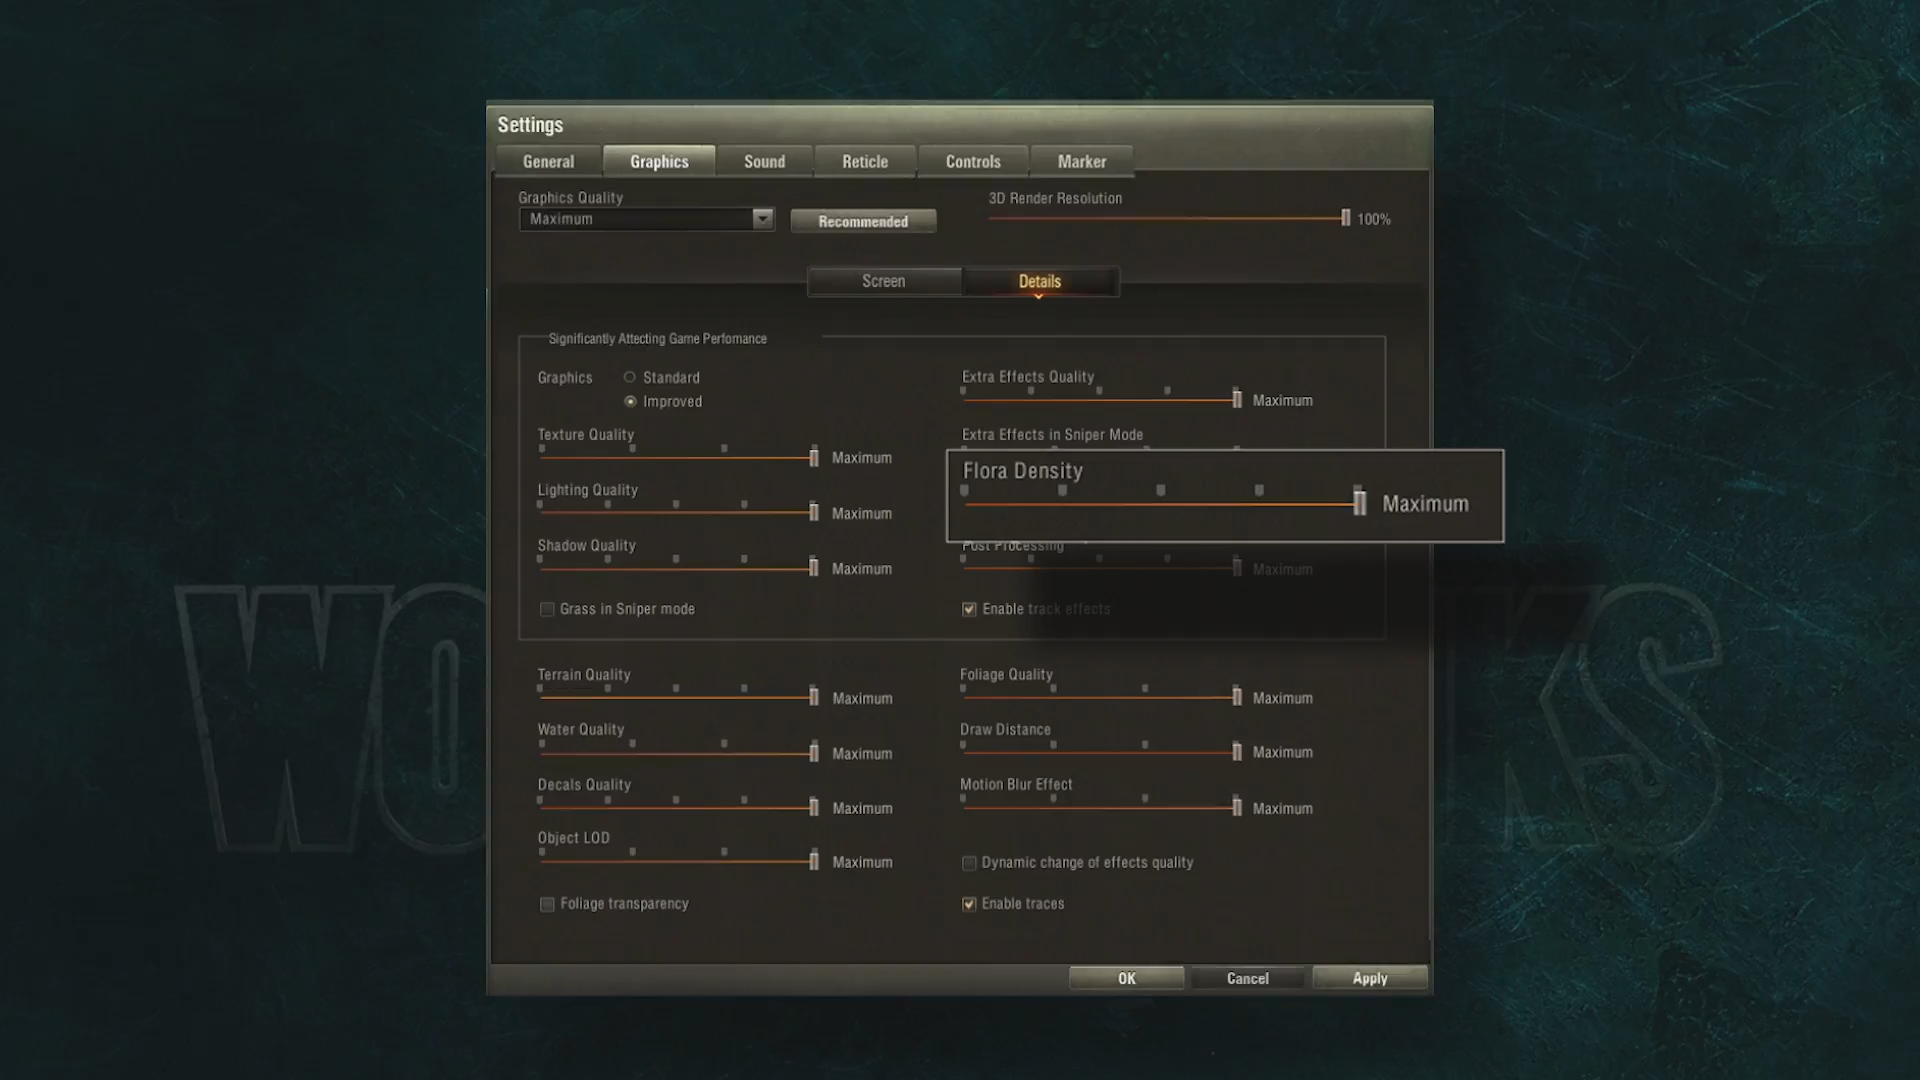 Settings
General Graphics Sound Reticle Controls Marker
Graphics Quality
Maximum
Recommended
3D Render Resolution
100%
Screen Details
Significantly Attecting Game Perfomance
Graphics Standard
Improved
Extra Effects Quality
Maximum
Texture Quality
Maximum
Extra Effects in Sniper Mode
Lighting Quality
Maximum
Flora Density
Maximum
Shadow Quality
Maximum
Post Processing
Maximum
Grass in Sniper mode
Enable track effects
Terrain Quality
Maximum
Foliage Quality
Maximum
Water Quality
Maximum
Draw Distance
Maximum
Decals Quality
Maximum
Motion Blur Effect
Maximum
Object LOD
Maximum
Dynamic change of effects quality
Foliage transparency
Enable traces
OK Cancel Apply